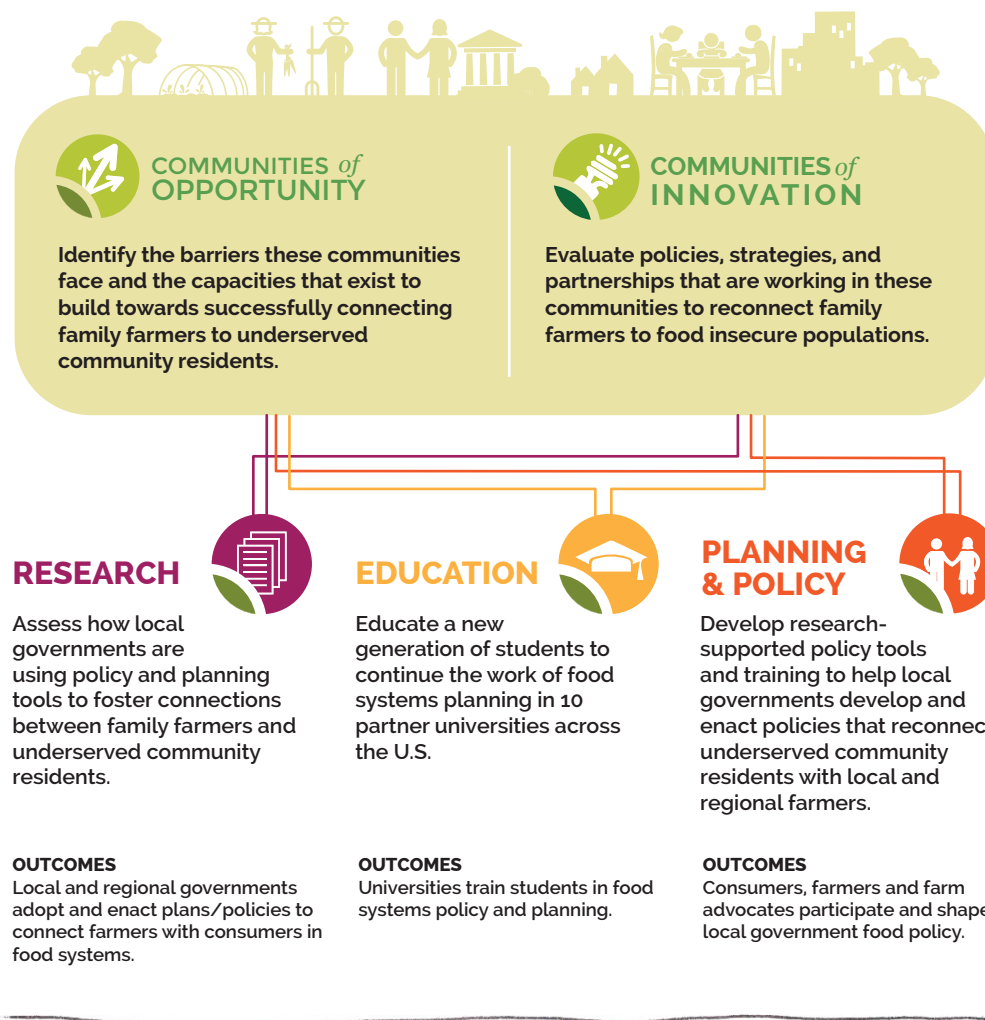 COMMUNITIES of
OPPORTUNITY
Identify the barriers these communities
face and the capacities that exist to
build towards successfully connecting
family farmers to underserved
community residents.
COMMUNITIES of
INNOVATION
Evaluate policies, strategies, and
partnerships that are working in these
communities to reconnect family
farmers to food insecure populations.
RESEARCH
Assess how local
governments are
using policy and planning
tools to foster connections
between family farmers and
underserved community
residents.
OUTCOMES
Local and regional governments
adopt and enact plans/policies to
connect farmers with consumers in
food systems.
EDUCATION
Educate a new
generation of students to
continue the work of food
systems planning in 10
partner universities across
the U.S.
OUTCOMES
Universities train students in food
systems policy and planning.
PLANNING
& POLICY
Develop research-
supported policy tools
and training to help local
governments develop and
enact policies that reconnec
underserved community
residents with local and
regional farmers.
OUTCOMES
Consumers, farmers and farm
advocates participate and shape
local government food policy.